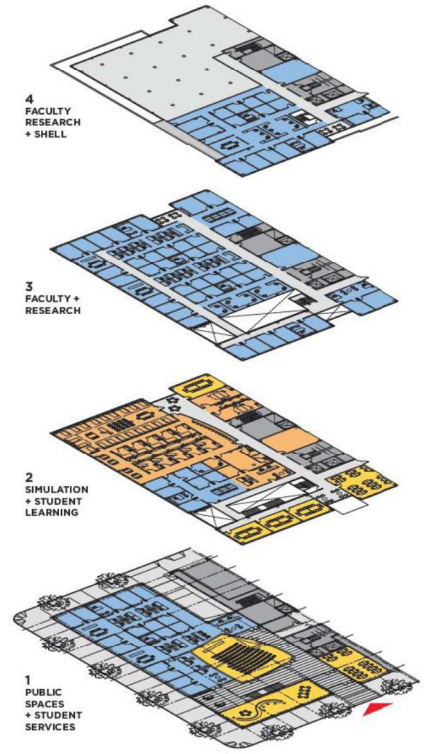 4
FACULTY
RESEARCH
+ SHELL
3
FACULTY +
RESEARCH
2
SIMULATION
+ STUDENT
LEARNING
1
PUBLIC
SPACES
+ STUDENT
SERVICES